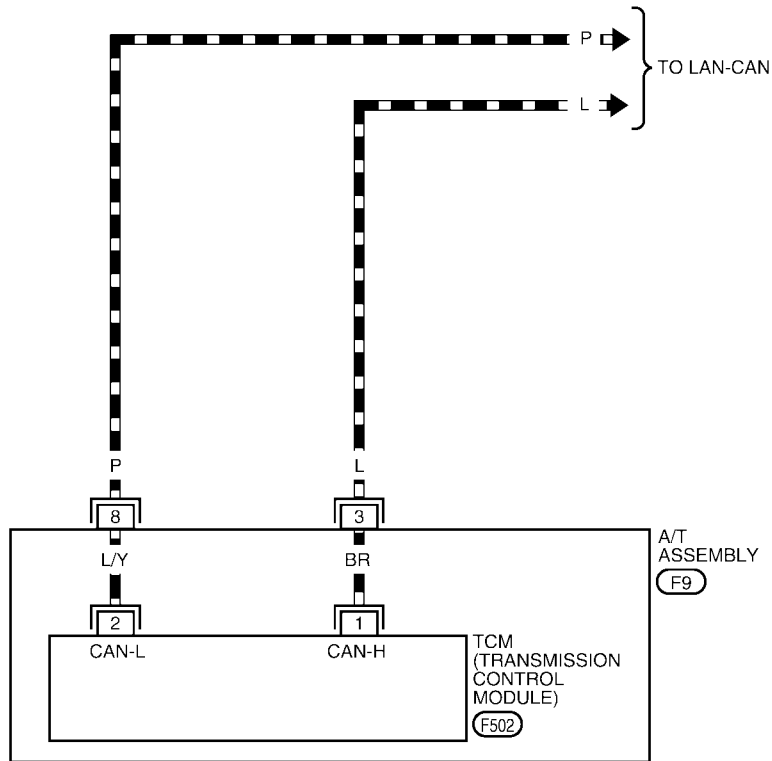 P
TO LAN-CAN
L
P
L
8
3
L/Y
BR
A/T
ASSEMBLY
F9
2
1
CAN-L
CAN-H
TCM
(TRANSMISSION
CONTROL
MODULE)
F502